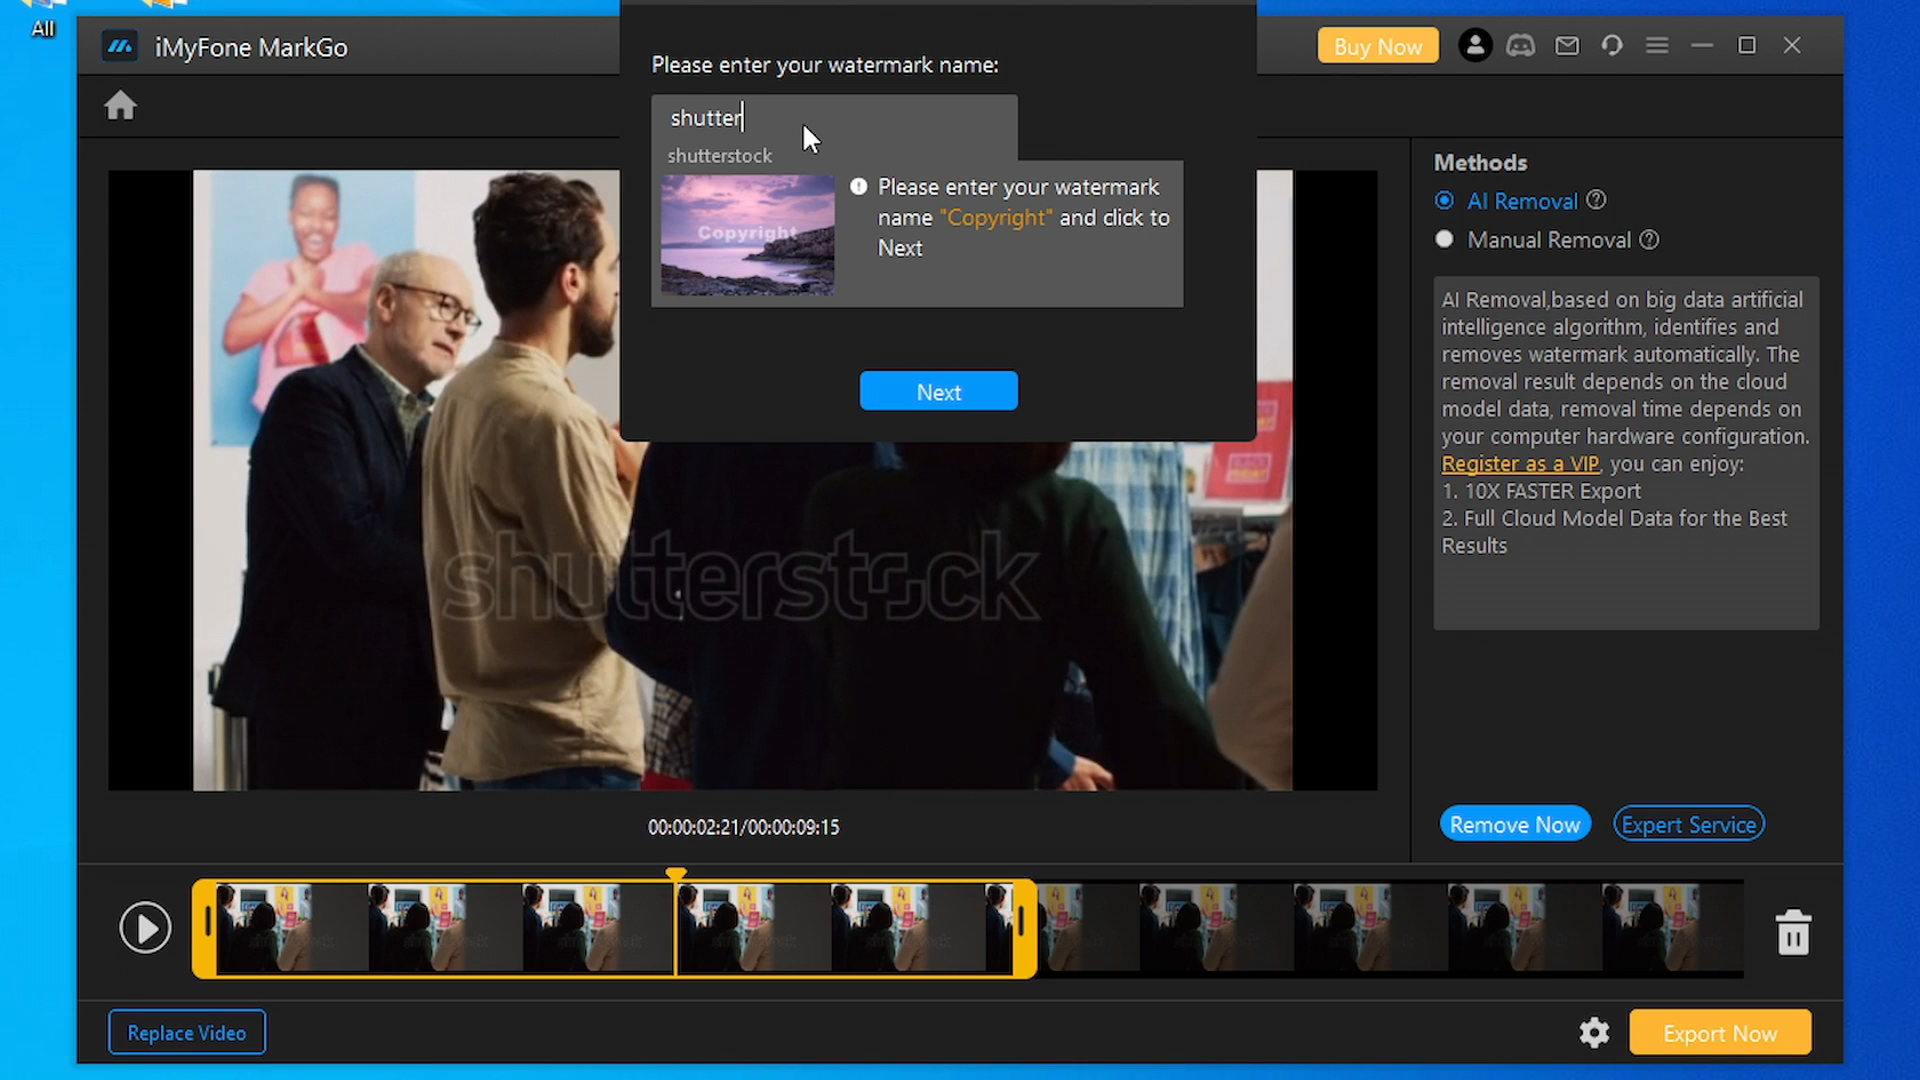 All
iMyFone MarkGo
Buy Now
Please enter your watermark name:
shutter
shutterstock
Copyright
Please enter your watermark
name "Copyright" and click to
Next
Next
shutterstock
00:00:02:21/00:00:09:15
Methods
AI Removal
Manual Removal
AI Removal,based on big data artificial
intelligence algorithm, identifies and
removes watermark automatically. The
removal result depends on the cloud
model data, removal time depends on
your computer hardware configuration.
Register as a VIP, you can enjoy:
1. 10X FASTER Export
2. Full Cloud Model Data for the Best
Results
Remove Now
Expert Service
Replace Video
Export Now